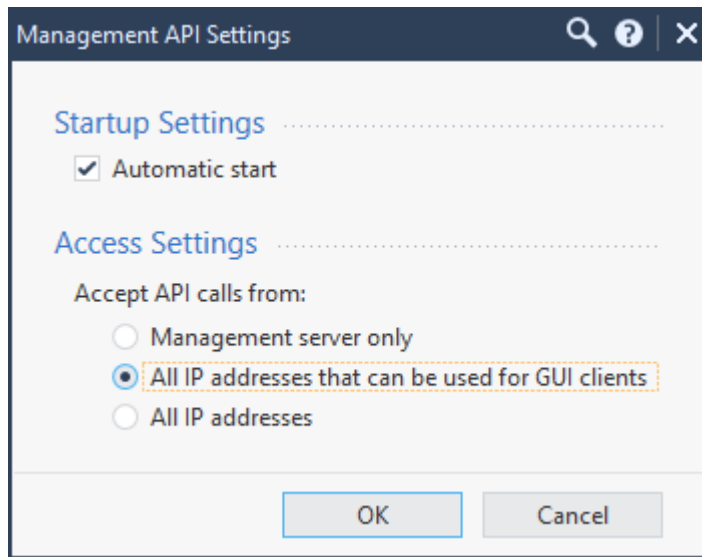 Management API Settings
Startup Settings
Automatic start
Access Settings
Accept API calls from:
Management server only
All IP addresses that can be used for GUI clients
All IP addresses
OK
Cancel